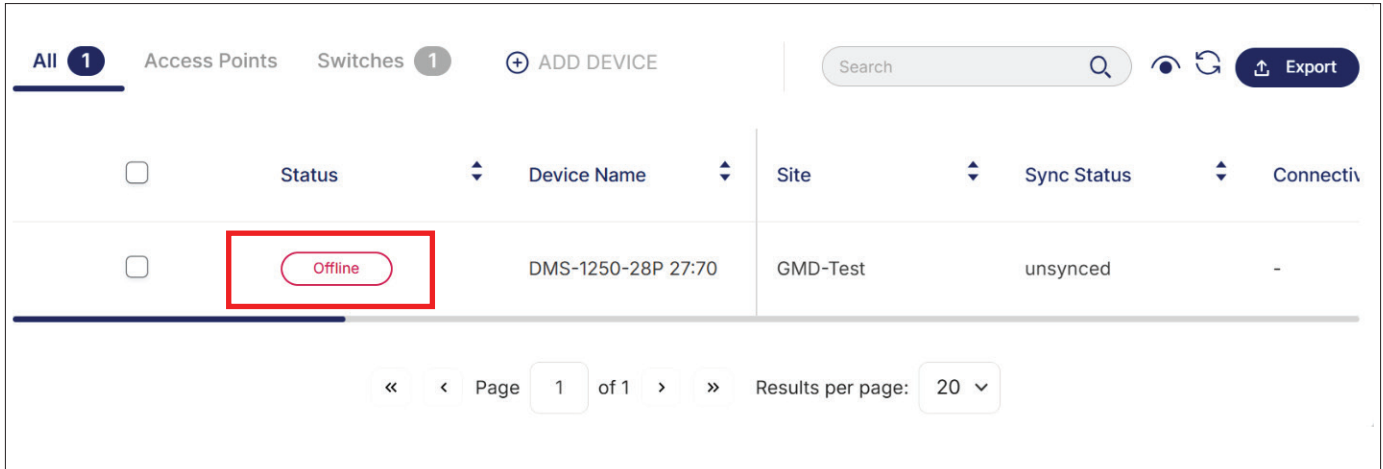 All 1 Access Points Switches 1 ADD DEVICE Search Export
Status Device Name Site Sync Status Connectiv
Offline DMS-1250-28P 27:70 GMD-Test unsynced -
« ‹ Page 1 of 1 › » Results per page: 20